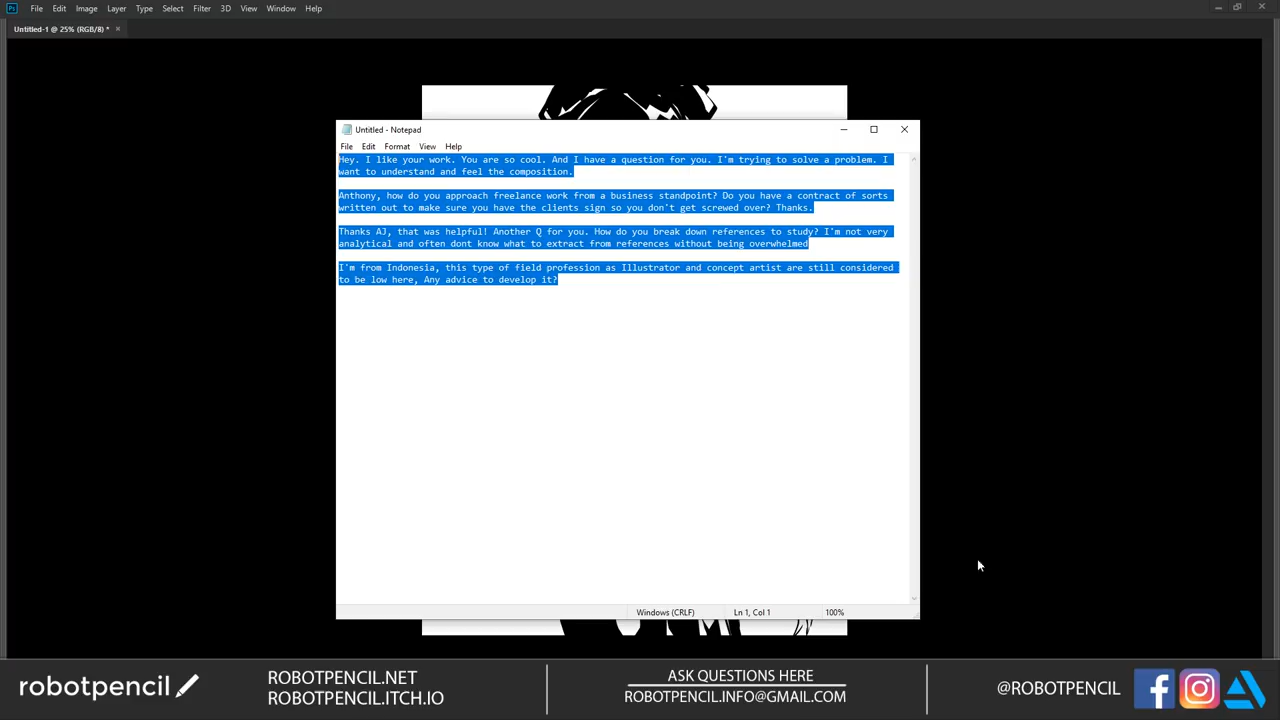 Ps File Edit Image Layer Type Select Filter 3D View Window Help
Untitled-1 @ 25% (RGB/8) *
Untitled - Notepad
File Edit Format View Help
Hey. I like your work. You are so cool. And I have a question for you. I'm trying to solve a problem. I
want to understand and feel the composition.
Anthony, how do you approach freelance work from a business standpoint? Do you have a contract of sorts
written out to make sure you have the clients sign so you don't get screwed over? Thanks.
Thanks AJ, that was helpful! Another Q for you. How do you break down references to study? I'm not very
analytical and often dont know what to extract from references without being overwhelmed
I'm from Indonesia, this type of field profession as Illustrator and concept artist are still considered
to be low here, Any advice to develop it?
Windows (CRLF) Ln 1, Col 1 100%
robotpencil
ROBOTPENCIL.NET
ROBOTPENCIL.ITCH.IO
ASK QUESTIONS HERE
ROBOTPENCIL.INFO@GMAIL.COM
@ROBOTPENCIL